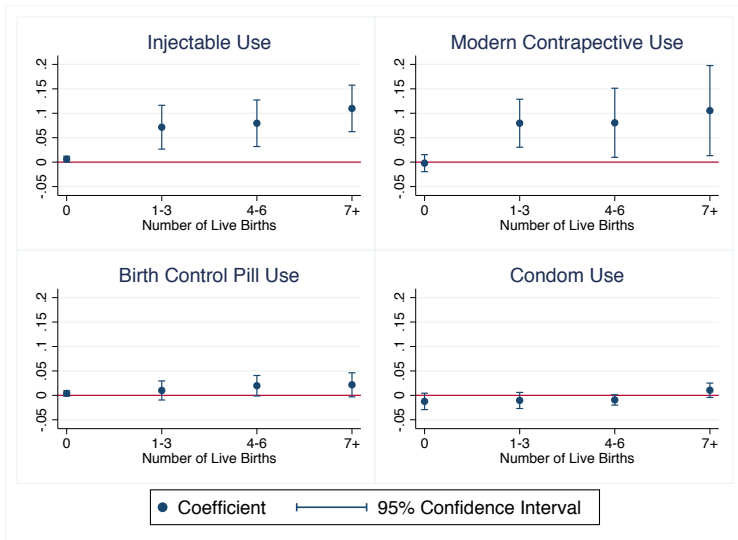 Injectable Use
.2
.15
.1
.05
0
-.05
0 1-3 4-6 7+
Number of Live Births
Modern Contrapective Use
.2
.15
.1
.05
0
-.05
0 1-3 4-6 7+
Number of Live Births
Birth Control Pill Use
.2
.15
.1
.05
0
-.05
0 1-3 4-6 7+
Number of Live Births
Condom Use
.2
.15
.1
.05
0
-.05
0 1-3 4-6 7+
Number of Live Births
Coefficient 95% Confidence Interval